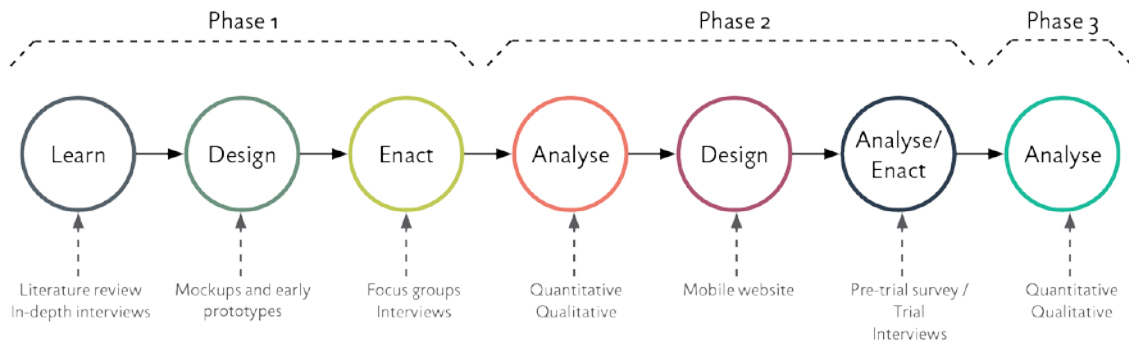 Phase 1
Phase 2
Phase 3
Learn
Design
Enact
Analyse
Design
Analyse/
Enact
Analyse
Literature review
In-depth interviews
Mockups and early
prototypes
Focus groups
Interviews
Quantitative
Qualitative
Mobile website
Pre-trial survey /
Trial
Interviews
Quantitative
Qualitative